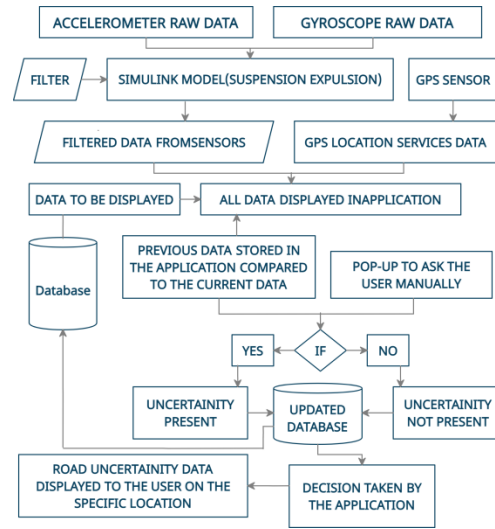 ACCELEROMETER RAW DATA
GYROSCOPE RAW DATA
FILTER
SIMULINK MODEL(SUSPENSION EXPULSION)
GPS SENSOR
FILTERED DATA FROMSENSORS
GPS LOCATION SERVICES DATA
DATA TO BE DISPLAYED
ALL DATA DISPLAYED INAPPLICATION
Database
PREVIOUS DATA STORED IN
THE APPLICATION COMPARED
TO THE CURRENT DATA
POP-UP TO ASK THE
USER MANUALLY
YES
IF
NO
UNCERTAINITY
PRESENT
UPDATED
DATABASE
UNCERTAINITY
NOT PRESENT
ROAD UNCERTAINITY DATA
DISPLAYED TO THE USER ON THE
SPECIFIC LOCATION
DECISION TAKEN BY
THE APPLICATION